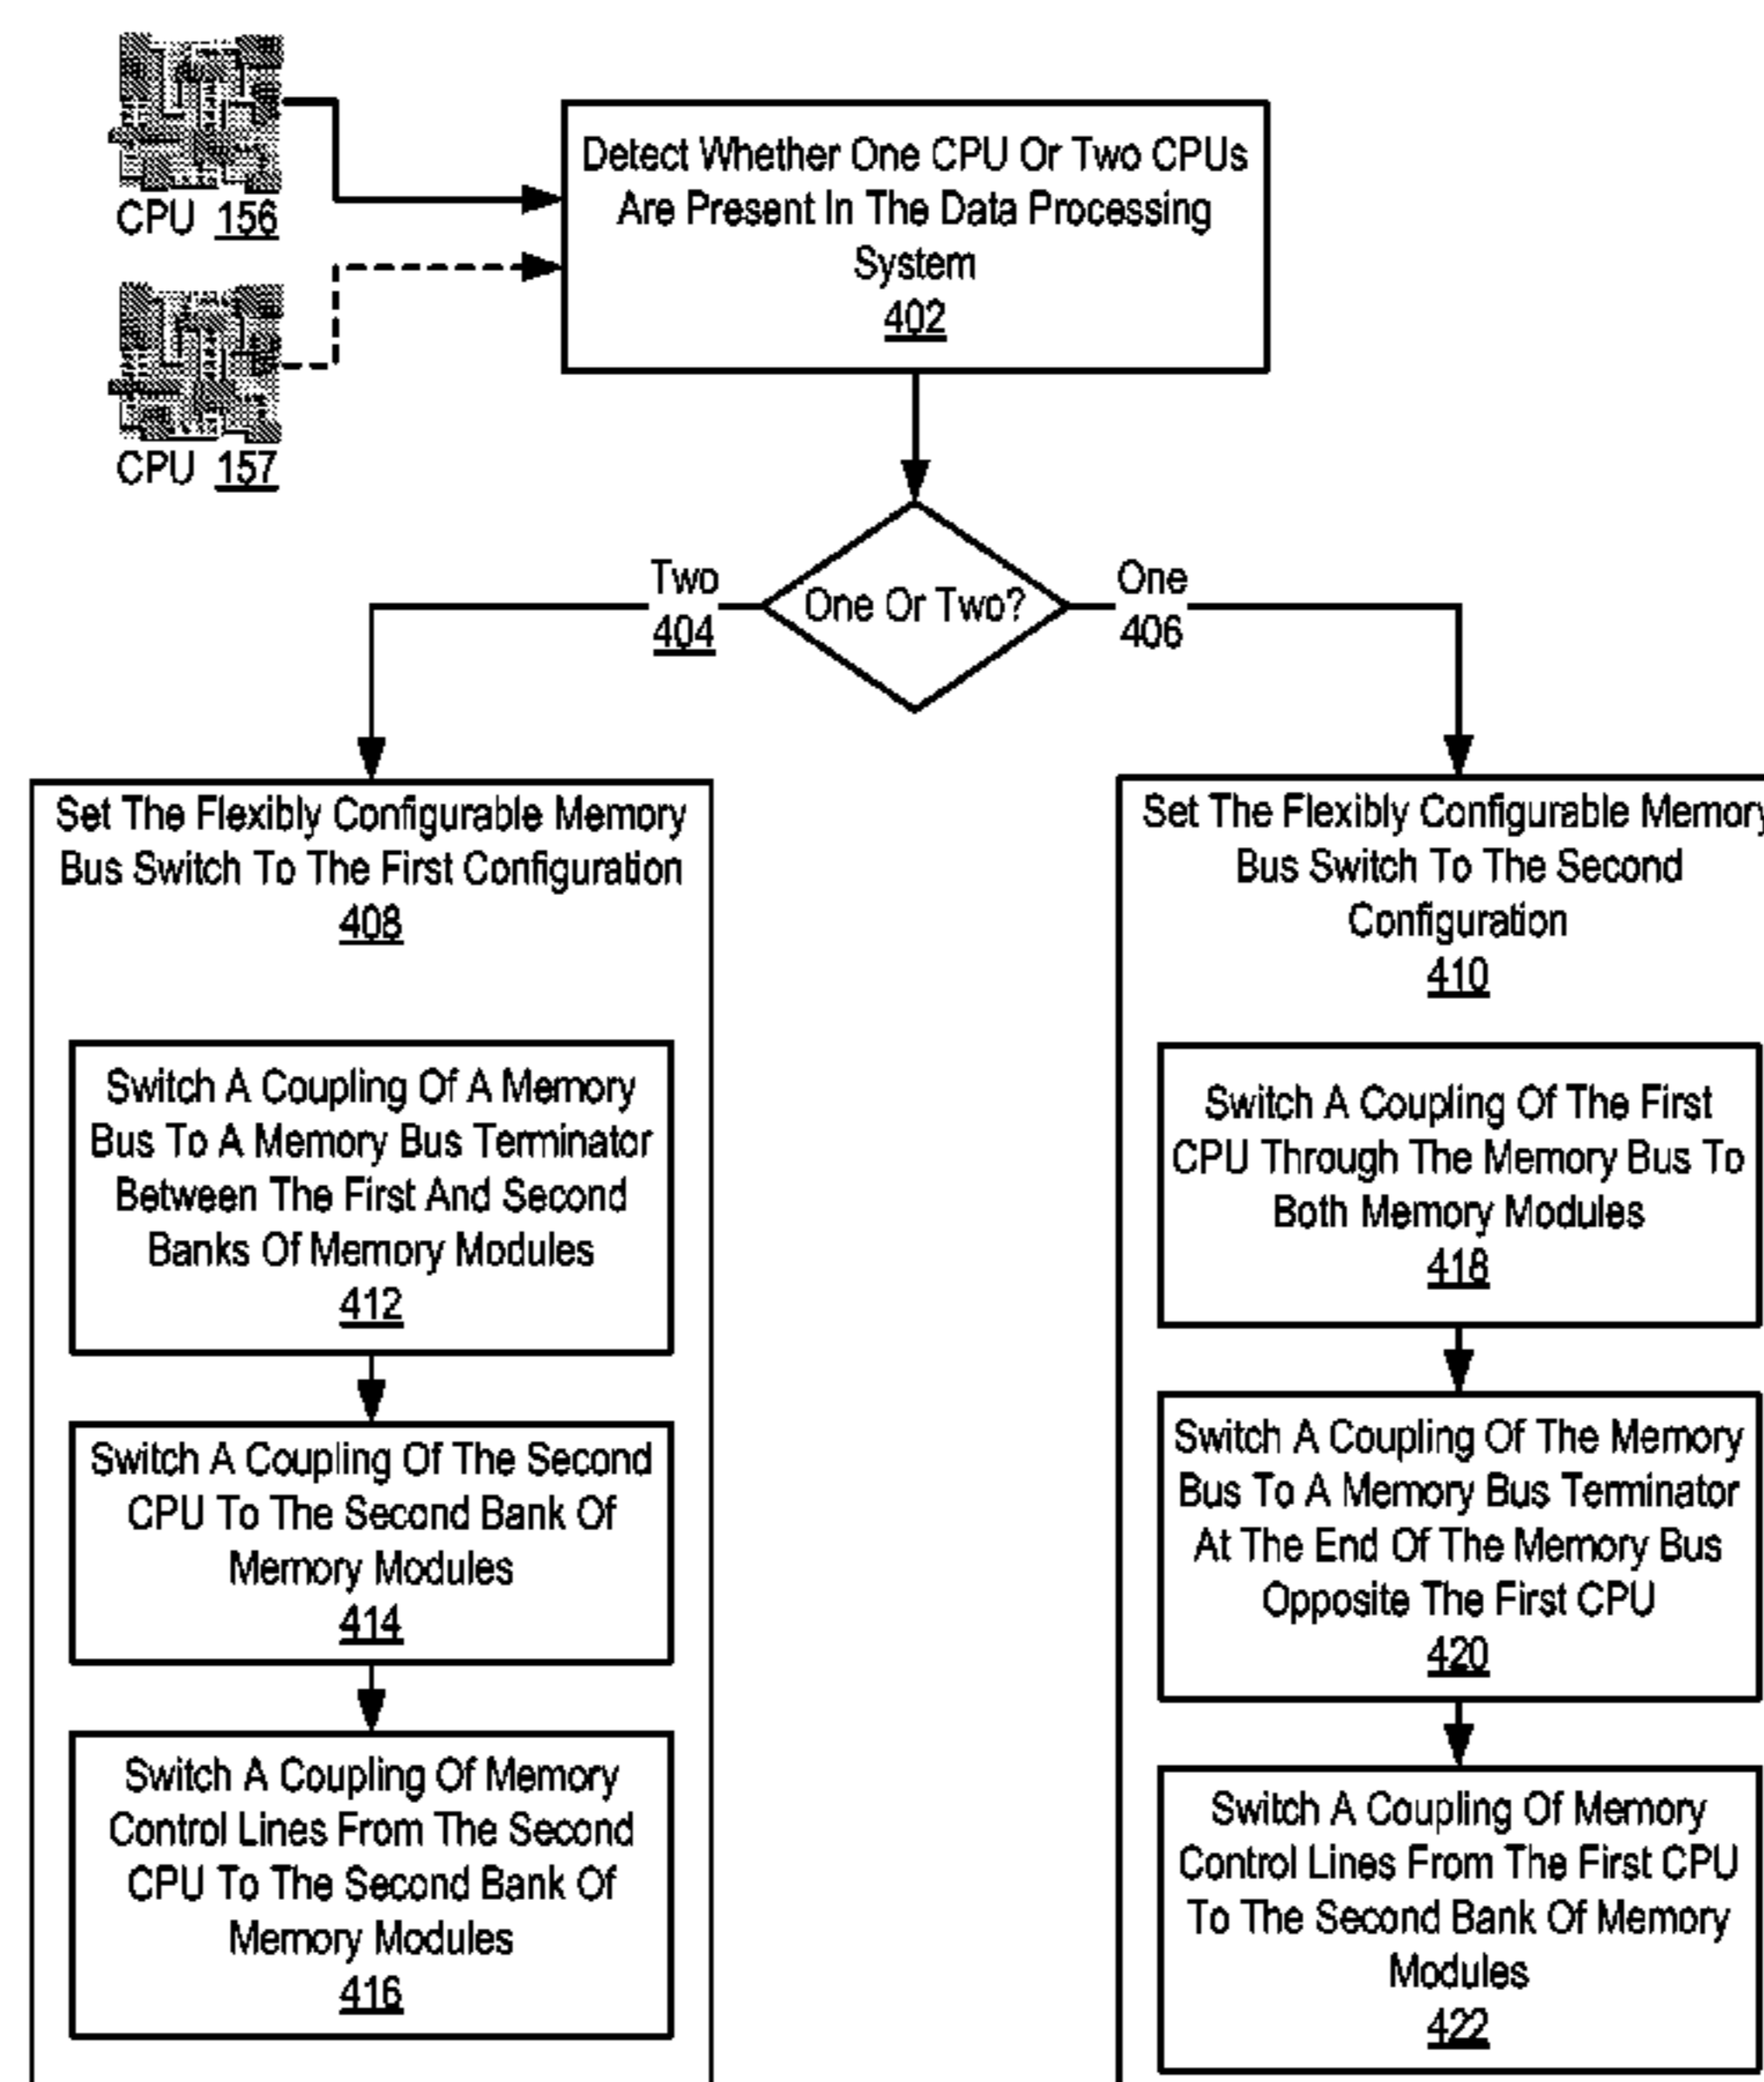 CPU 156
CPU 157
Detect Whether One CPU Or Two CPUs
Are Present In The Data Processing
System
402
One Or Two?
Two
404
One
406
Set The Flexibly Configurable Memory
Bus Switch To The First Configuration
408
Switch A Coupling Of A Memory
Bus To A Memory Bus Terminator
Between The First And Second
Banks Of Memory Modules
412
Switch A Coupling Of The Second
CPU To The Second Bank Of
Memory Modules
414
Switch A Coupling Of Memory
Control Lines From The Second
CPU To The Second Bank Of
Memory Modules
416
Set The Flexibly Configurable Memory
Bus Switch To The Second
Configuration
410
Switch A Coupling Of The First
CPU Through The Memory Bus To
Both Memory Modules
418
Switch A Coupling Of The Memory
Bus To A Memory Bus Terminator
At The End Of The Memory Bus
Opposite The First CPU
420
Switch A Coupling Of Memory
Control Lines From The First CPU
To The Second Bank Of Memory
Modules
422